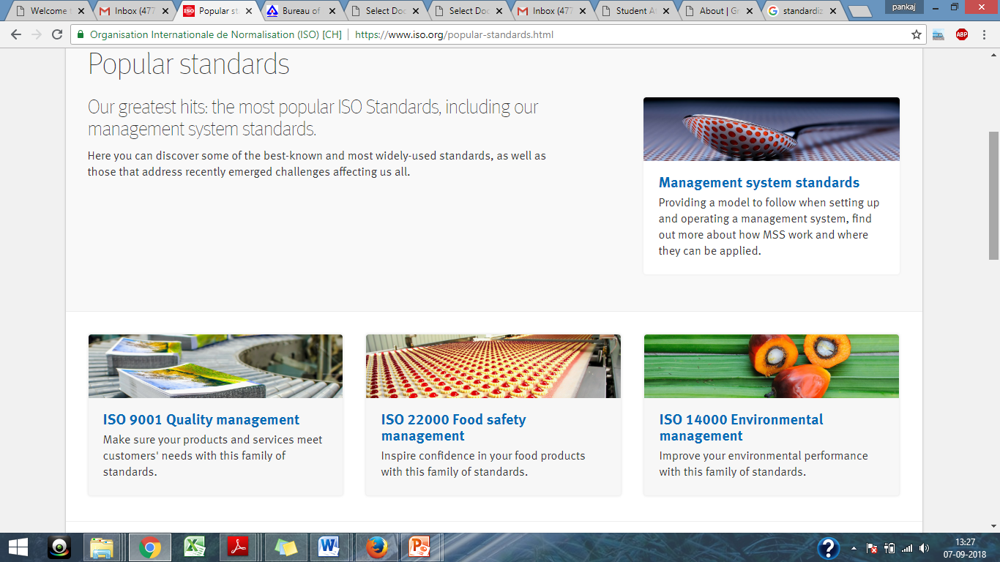 Welcome
Inbox (477
Popular st
Bureau of
Select Doc
Select Doc
Inbox (477
Student A
About | Gr
standardiz
pankaj
Organisation Internationale de Normalisation (ISO) [CH]
https://www.iso.org/popular-standards.html
ABP
Popular standards
Our greatest hits: the most popular ISO Standards, including our
management system standards.
Here you can discover some of the best-known and most widely-used standards, as well as
those that address recently emerged challenges affecting us all.
Management system standards
Providing a model to follow when setting up
and operating a management system, find
out more about how MSS work and where
they can be applied.
ISO 9001 Quality management
Make sure your products and services meet
customers' needs with this family of
standards.
ISO 22000 Food safety
management
Inspire confidence in your food products
with this family of standards.
ISO 14000 Environmental
management
Improve your environmental performance
with this family of standards.
13:27
07-09-2018